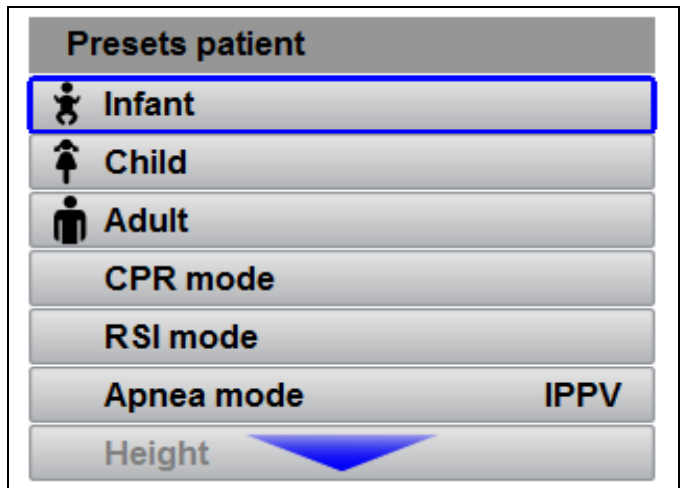 Presets patient
Infant
Child
Adult
CPR mode
RSI mode
Apnea mode IPPV
Height